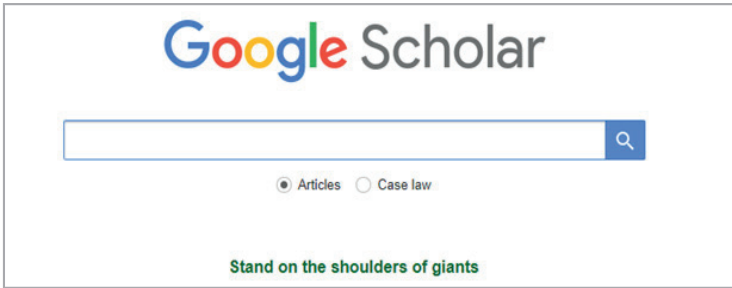 Google Scholar
Articles Case law
Stand on the shoulders of giants